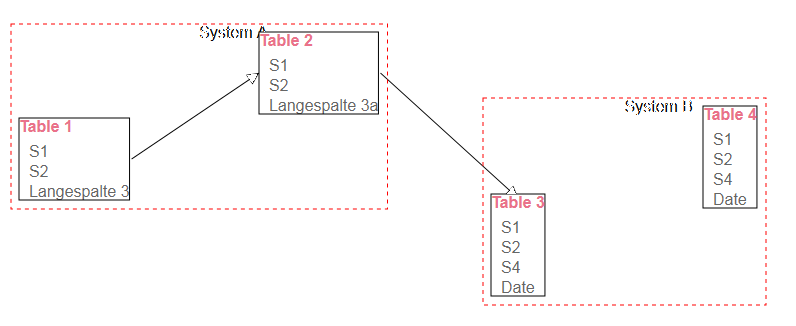 System A
Table 2
S1
S2
Langespalte 3a
Table 1
S1
S2
Langespalte 3
System B
Table 4
S1
S2
S4
Date
Table 3
S1
S2
S4
Date